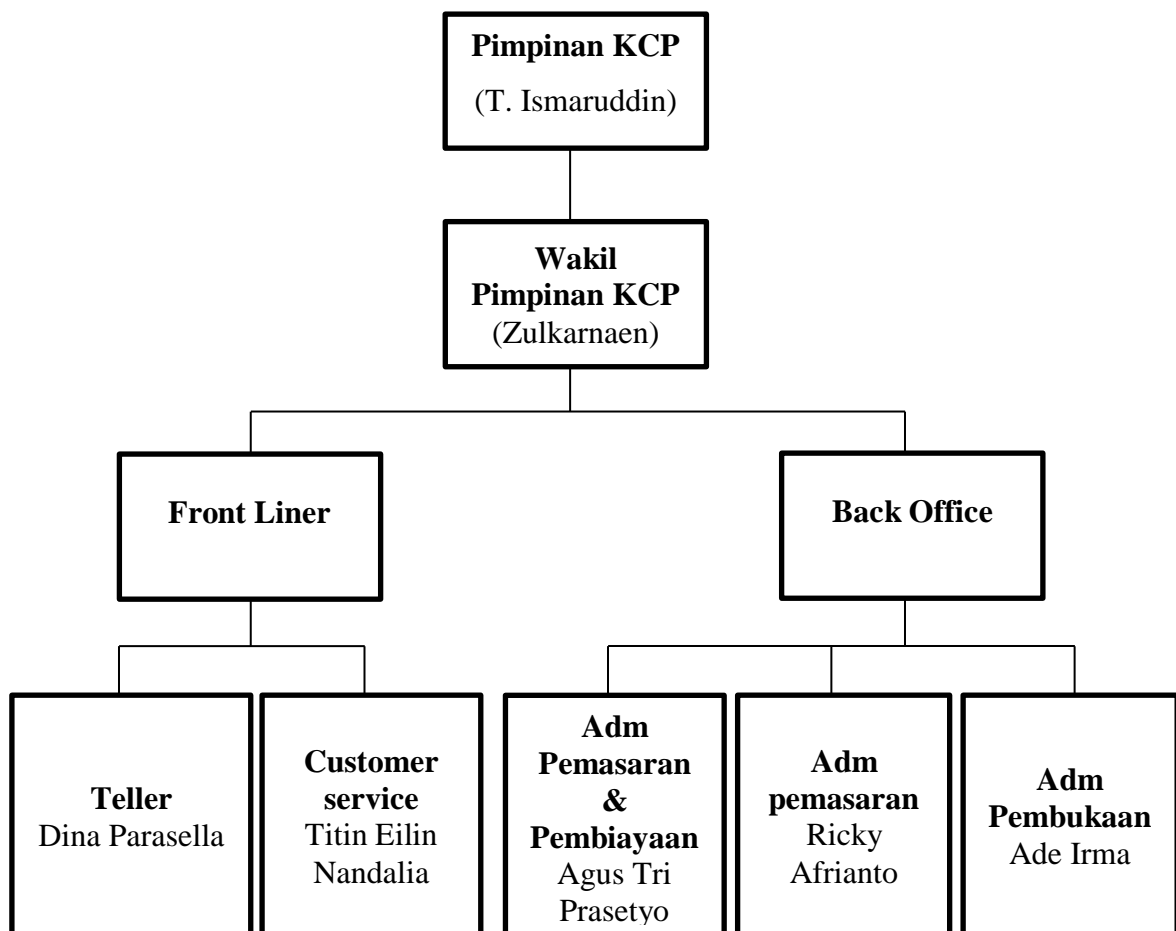 Pimpinan KCP
(T. Ismaruddin)
Wakil
Pimpinan KCP
(Zulkarnaen)
Front Liner
Back Office
Teller
Dina Parasella
Customer
service
Titin Eilin
Nandalia
Adm
Pemasaran
&
Pembiayaan
Agus Tri
Prasetyo
Adm
pemasaran
Ricky
Afrianto
Adm
Pembukaan
Ade Irma